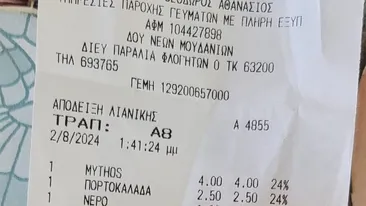 ΘΕΟΔΩΡΟΣ ΑΘΑΝΑΣΙΟΣ
ΥΠΗΡΕΣΙΕΣ ΠΑΡΟΧΗΣ ΓΕΥΜΑΤΩΝ ΜΕ ΠΛΗΡΗ ΕΞΥΠ
ΑΦΜ 104427898
ΔΟΥ ΝΕΩΝ ΜΟΥΔΑΝΙΩΝ
ΔΙΕΥ ΠΑΡΑΛΙΑ ΦΛΟΓΗΤΩΝ 0 ΤΚ 63200
ΤΗΛ 693765
ΓΕΜΗ 129200657000
ΑΠΟΔΕΙΞΗ ΛΙΑΝΙΚΗΣ Α 4855
ΤΡΑΠ: Α8
2/8/2024 1:41:24 μμ
1 MYTHOS 4.00 4.00 24%
1 ΠΟΡΤΟΚΑΛΑΔΑ 2.50 2.50 24%
1 ΝΕΡΟ